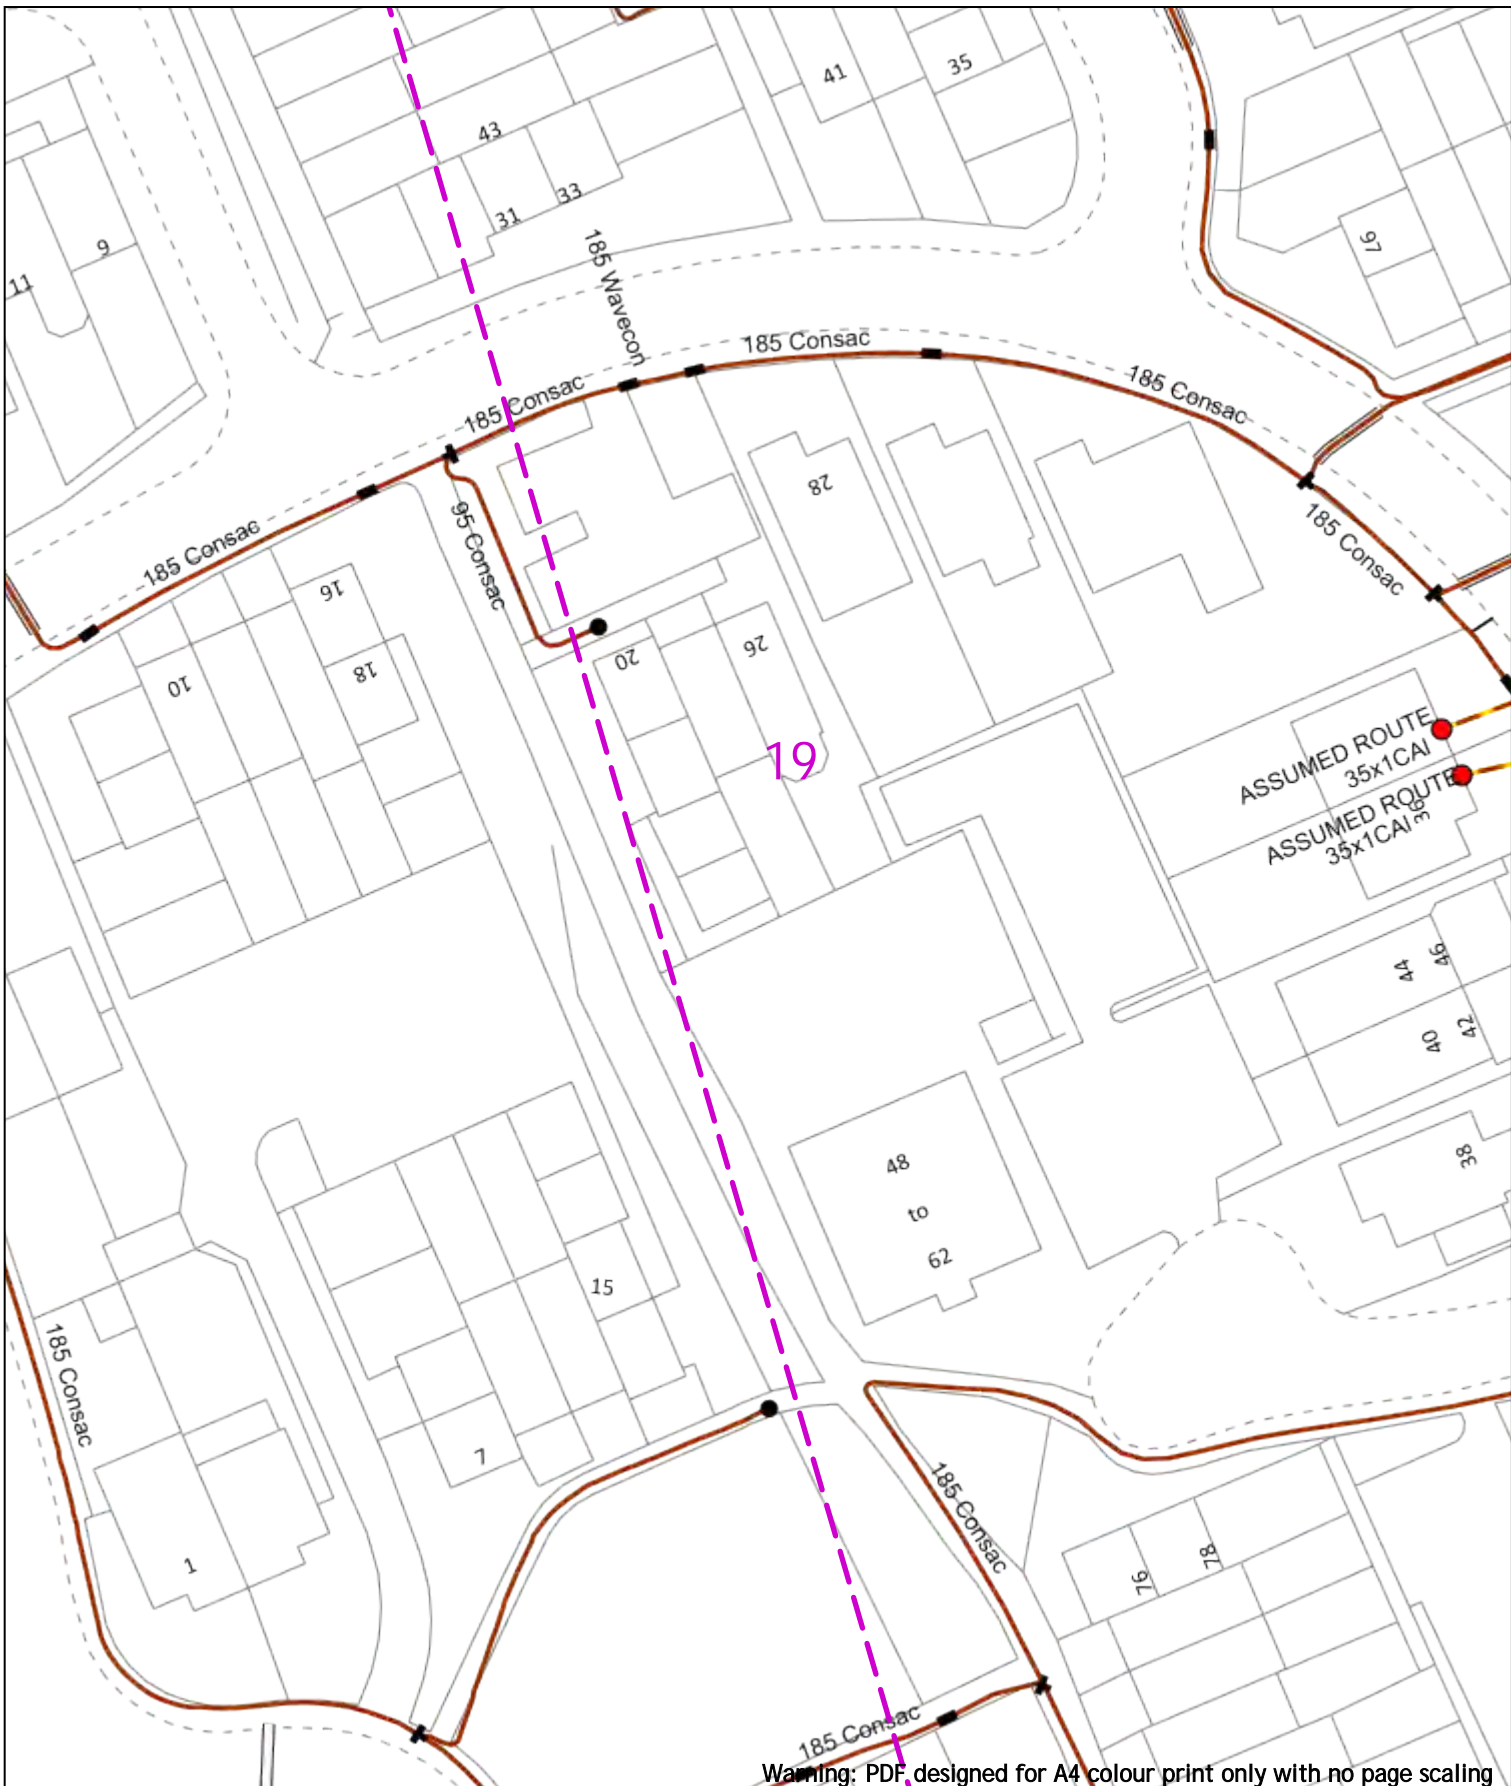 41
35
43
33
31
9
11
97
185 Wavecon
185 Consac
185 Consac
185 Consac
185 Consac
185 Consac
95 Consac
28
16
10
18
20
26
19
ASSUMED ROUTE
35x1CAI
ASSUMED ROUTE
35x1CAI
36
46
44
42
40
38
48
to
62
15
7
1
185 Consac
185 Consac
76
78
185 Consac
Warning: PDF designed for A4 colour print only with no page scaling